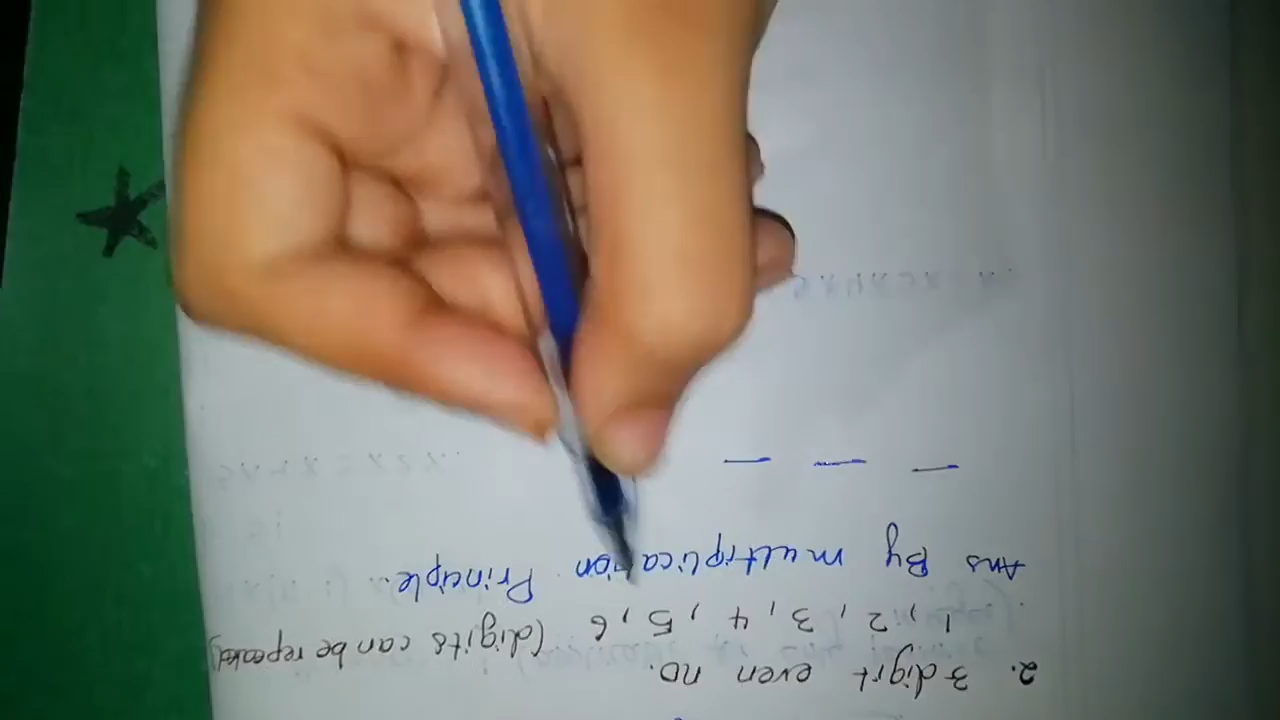 2. 3 digit even no.
1, 2, 3, 4, 5, 6 (digits can be repeated)
Ans By multiplication Principle.